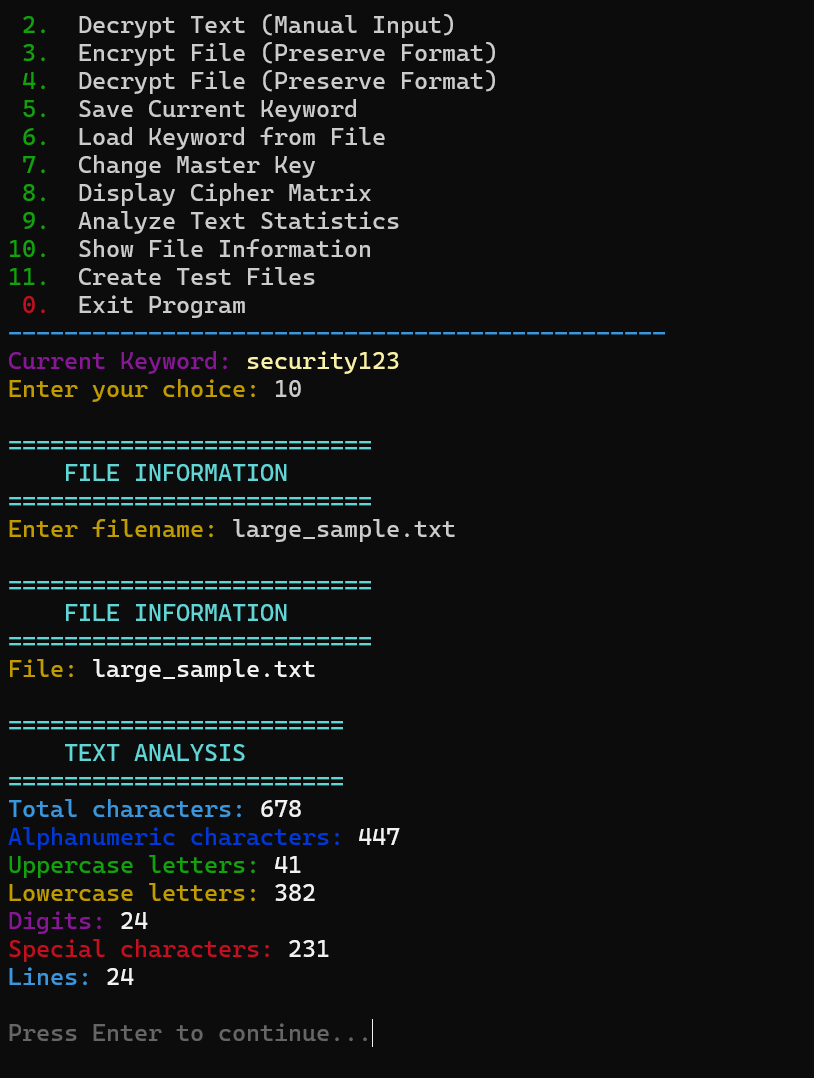 2.  Decrypt Text (Manual Input)
3.  Encrypt File (Preserve Format)
4.  Decrypt File (Preserve Format)
5.  Save Current Keyword
6.  Load Keyword from File
7.  Change Master Key
8.  Display Cipher Matrix
9.  Analyze Text Statistics
10.  Show File Information
11.  Create Test Files
0.  Exit Program
-----------------------------------------------
Current Keyword: security123
Enter your choice: 10
==========================
FILE INFORMATION
==========================
Enter filename: large_sample.txt
==========================
FILE INFORMATION
==========================
File: large_sample.txt
========================
TEXT ANALYSIS
========================
Total characters: 678
Alphanumeric characters: 447
Uppercase letters: 41
Lowercase letters: 382
Digits: 24
Special characters: 231
Lines: 24
Press Enter to continue...